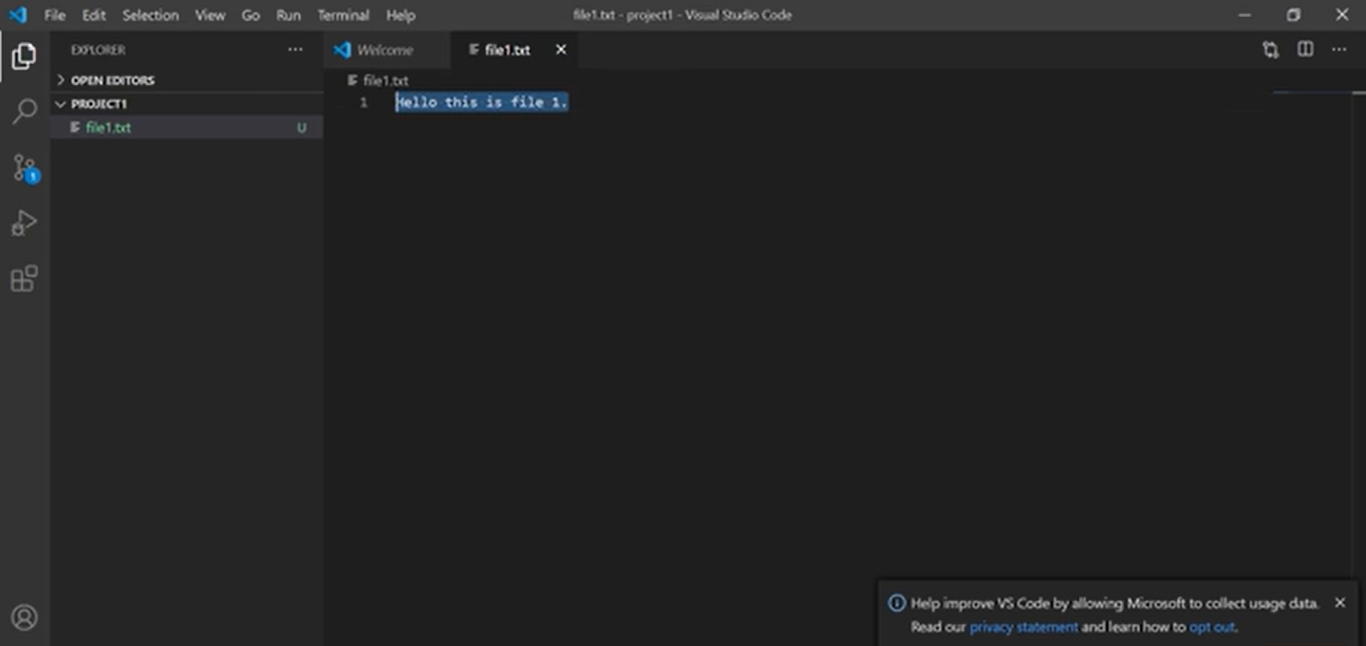 File Edit Selection View Go Run Terminal Help file1.txt - project1 - Visual Studio Code
EXPLORER ...
OPEN EDITORS
PROJECT1
file1.txt U
1
Welcome file1.txt
file1.txt
1 Hello this is file 1.
Help improve VS Code by allowing Microsoft to collect usage data.
Read our privacy statement and learn how to opt out.